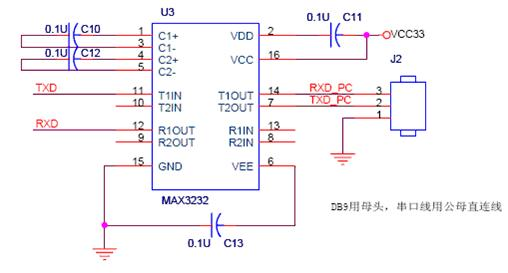 U3
0.1U C10
0.1U C12
0.1U C11
VCC33
1 C1+ VDD 2
3 C1-
4 C2+ VCC 16
5 C2-
J2
TXD 11 T1IN T1OUT 14 RXD_PC 3
10 T2IN T2OUT 7 TXD_PC 2
1
RXD 12 R1OUT R1IN 13
9 R2OUT R2IN 8
15 GND VEE 6
MAX3232
0.1U C13
DB9用母头，串口线用公母直连线